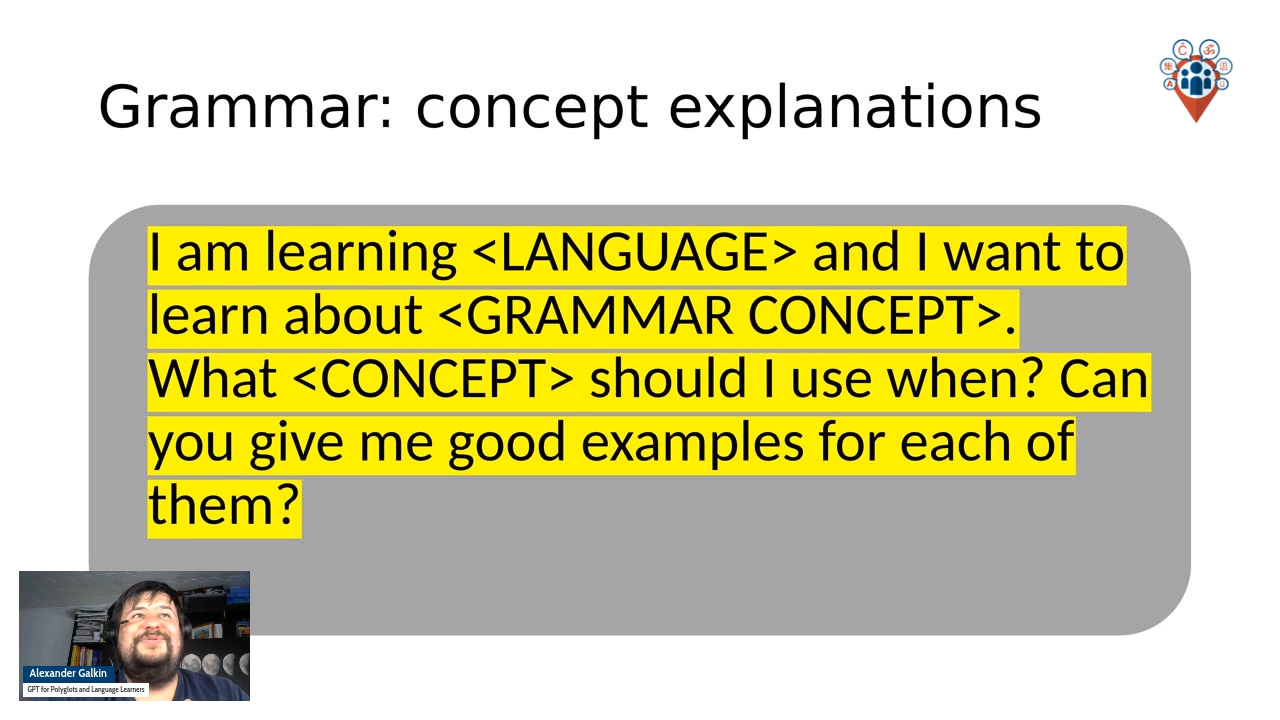 Grammar: concept explanations
I am learning <LANGUAGE> and I want to
learn about <GRAMMAR CONCEPT>.
What <CONCEPT> should I use when? Can
you give me good examples for each of
them?
Alexander Galkin
GPT for Polyglots and Language Learners